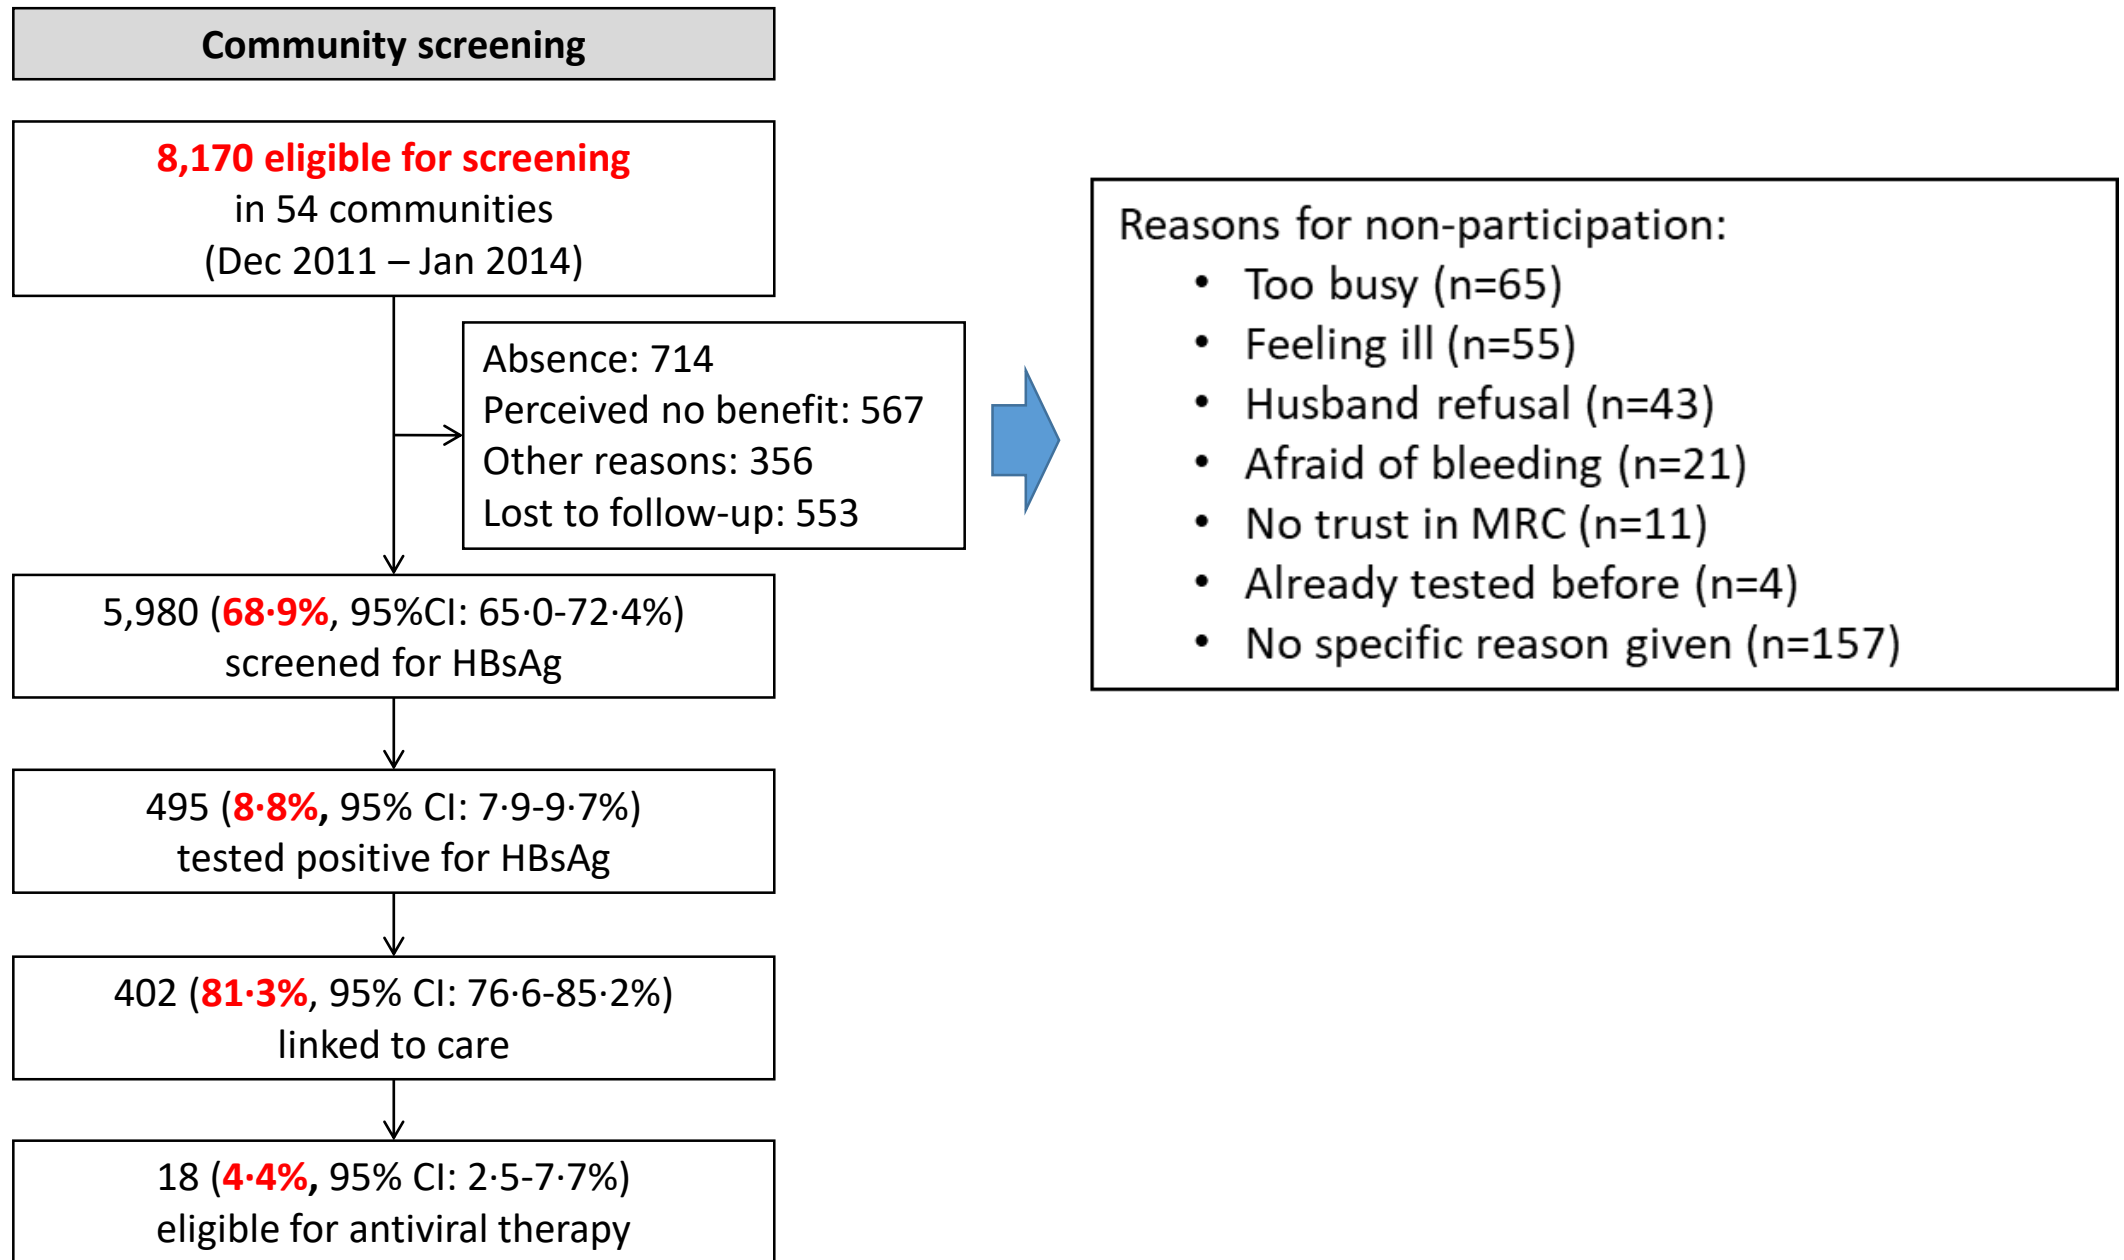 Community screening
8,170 eligible for screening
in 54 communities
(Dec 2011 – Jan 2014)
Absence: 714
Perceived no benefit: 567
Other reasons: 356
Lost to follow-up: 553
5,980 (68·9%, 95%CI: 65·0-72·4%)
screened for HBsAg
495 (8·8%, 95% CI: 7·9-9·7%)
tested positive for HBsAg
402 (81·3%, 95% CI: 76·6-85·2%)
linked to care
18 (4·4%, 95% CI: 2·5-7·7%)
eligible for antiviral therapy
Reasons for non-participation:
• Too busy (n=65)
• Feeling ill (n=55)
• Husband refusal (n=43)
• Afraid of bleeding (n=21)
• No trust in MRC (n=11)
• Already tested before (n=4)
• No specific reason given (n=157)